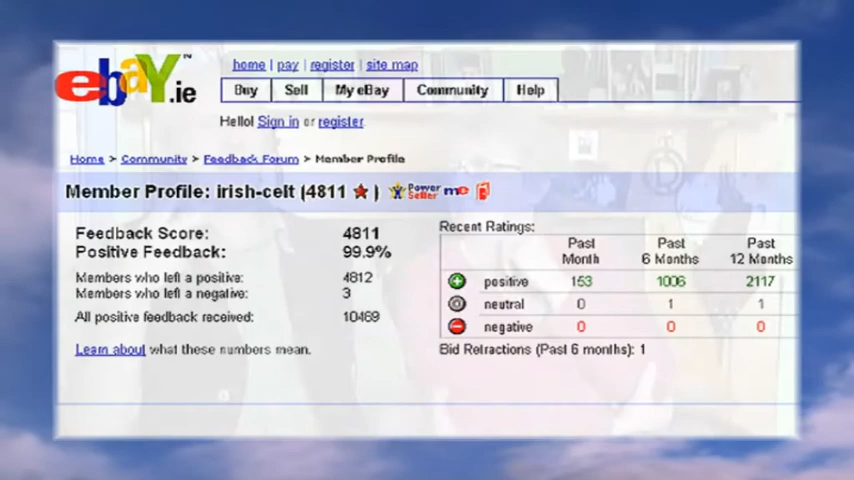 ebaY™.ie
home | pay | register | site map
Buy Sell My eBay Community Help
Hello! Sign in or register.
Home > Community > Feedback Forum > Member Profile
Member Profile: irish-celt (4811 ) Power Seller me
Feedback Score: 4811
Positive Feedback: 99.9%
Members who left a positive: 4812
Members who left a negative: 3
All positive feedback received: 10469
Learn about what these numbers mean.
Recent Ratings:
Past Month Past 6 Months Past 12 Months
positive 153 1006 2117
neutral 0 1 1
negative 0 0 0
Bid Retractions (Past 6 months): 1